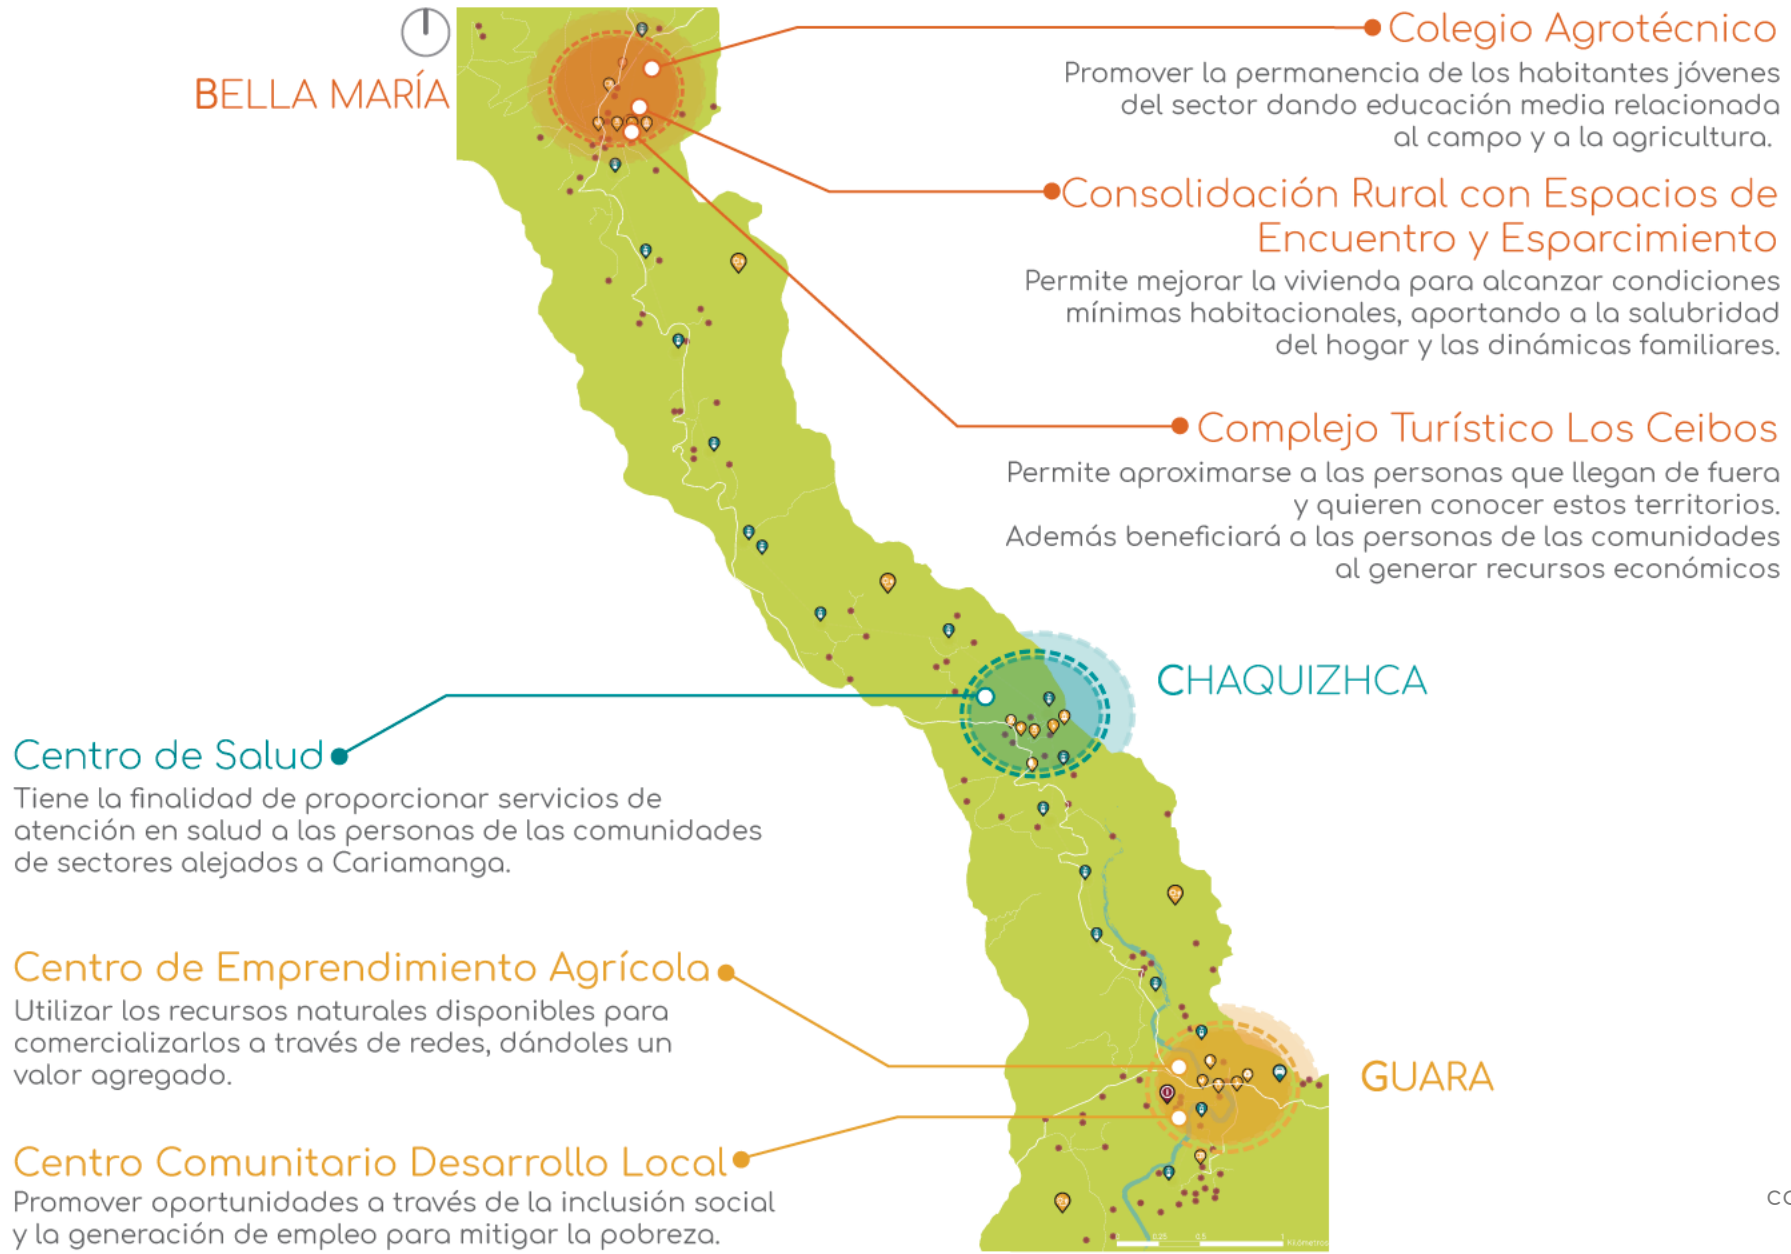 BELLA MARÍA
Colegio Agrotécnico
Promover la permanencia de los habitantes jóvenes
del sector dando educación media relacionada
al campo y a la agricultura.
Consolidación Rural con Espacios de
Encuentro y Esparcimiento
Permite mejorar la vivienda para alcanzar condiciones
mínimas habitacionales, aportando a la salubridad
del hogar y las dinámicas familiares.
Complejo Turístico Los Ceibos
Permite aproximarse a las personas que llegan de fuera
y quieren conocer estos territorios.
Además beneficiará a las personas de las comunidades
al generar recursos económicos
CHAQUIZHCA
Centro de Salud
Tiene la finalidad de proporcionar servicios de
atención en salud a las personas de las comunidades
de sectores alejados a Cariamanga.
Centro de Emprendimiento Agrícola
Utilizar los recursos naturales disponibles para
comercializarlos a través de redes, dándoles un
valor agregado.
GUARA
Centro Comunitario Desarrollo Local
Promover oportunidades a través de la inclusión social
y la generación de empleo para mitigar la pobreza.
0.25 0.5 1 Kilómetros